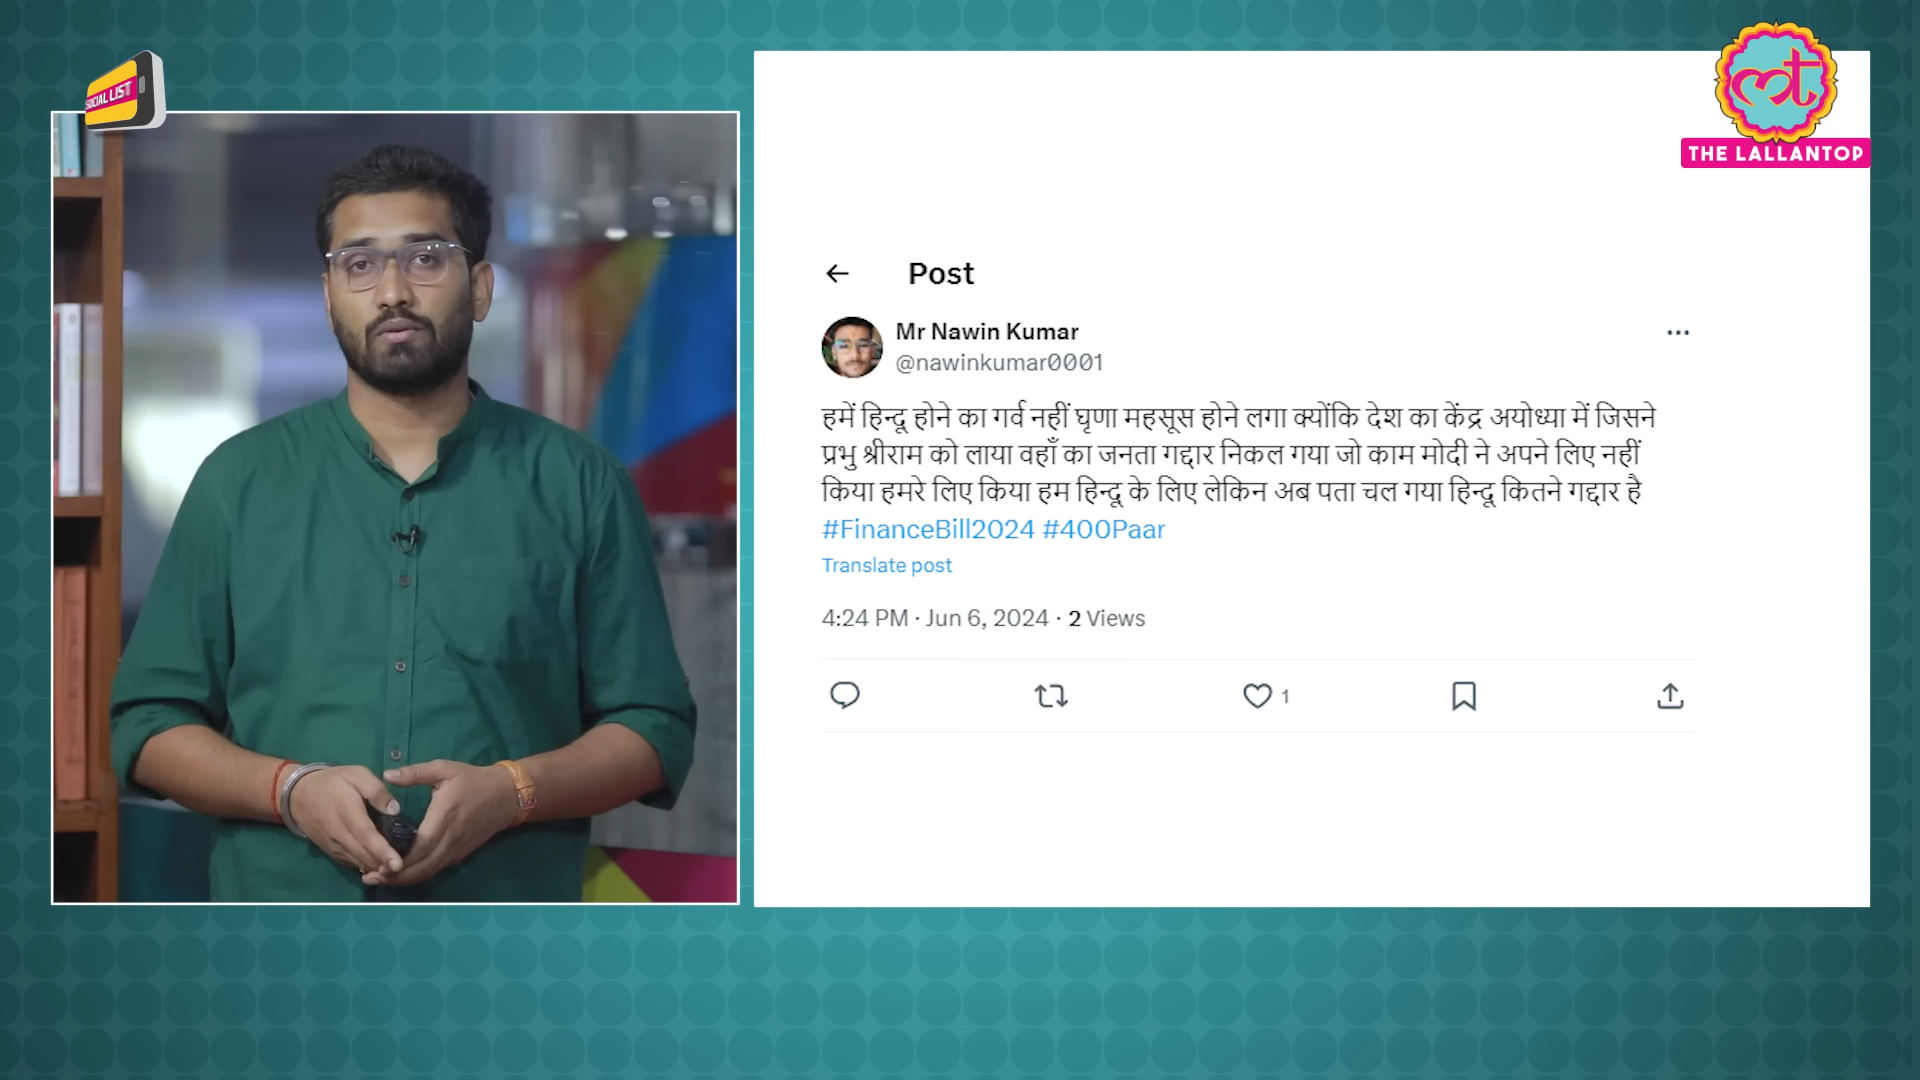 SOCIAL LIST
THE LALLANTOP
Post
Mr Nawin Kumar
@nawinkumar0001
हमें हिन्दू होने का गर्व नहीं घृणा महसूस होने लगा क्योंकि देश का केंद्र अयोध्या में जिसने
प्रभु श्रीराम को लाया वहाँ का जनता गद्दार निकल गया जो काम मोदी ने अपने लिए नहीं
किया हमरे लिए किया हम हिन्दू के लिए लेकिन अब पता चल गया हिन्दू कितने गद्दार है
#FinanceBill2024 #400Paar
Translate post
4:24 PM · Jun 6, 2024 · 2 Views
1